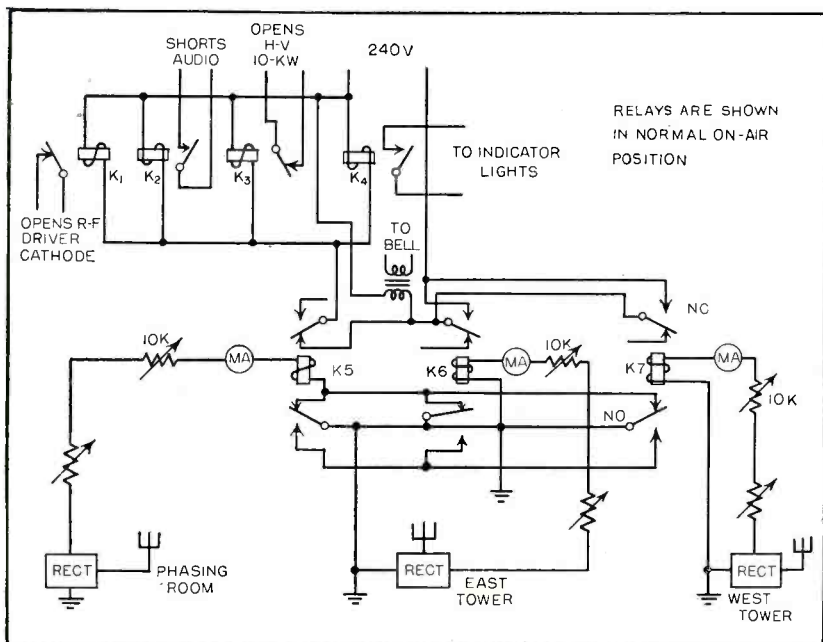 SHORTS
AUDIO
OPENS
H-V
10-KW
240V
RELAYS ARE SHOWN
IN NORMAL ON-AIR
POSITION
K1
K2
K3
K4
TO INDICATOR
LIGHTS
OPENS R-F
DRIVER
CATHODE
TO
BELL
NC
10K
MA
K5
K6
MA
10K
K7
MA
10K
NO
RECT
PHASING
ROOM
RECT
EAST
TOWER
RECT
WEST
TOWER